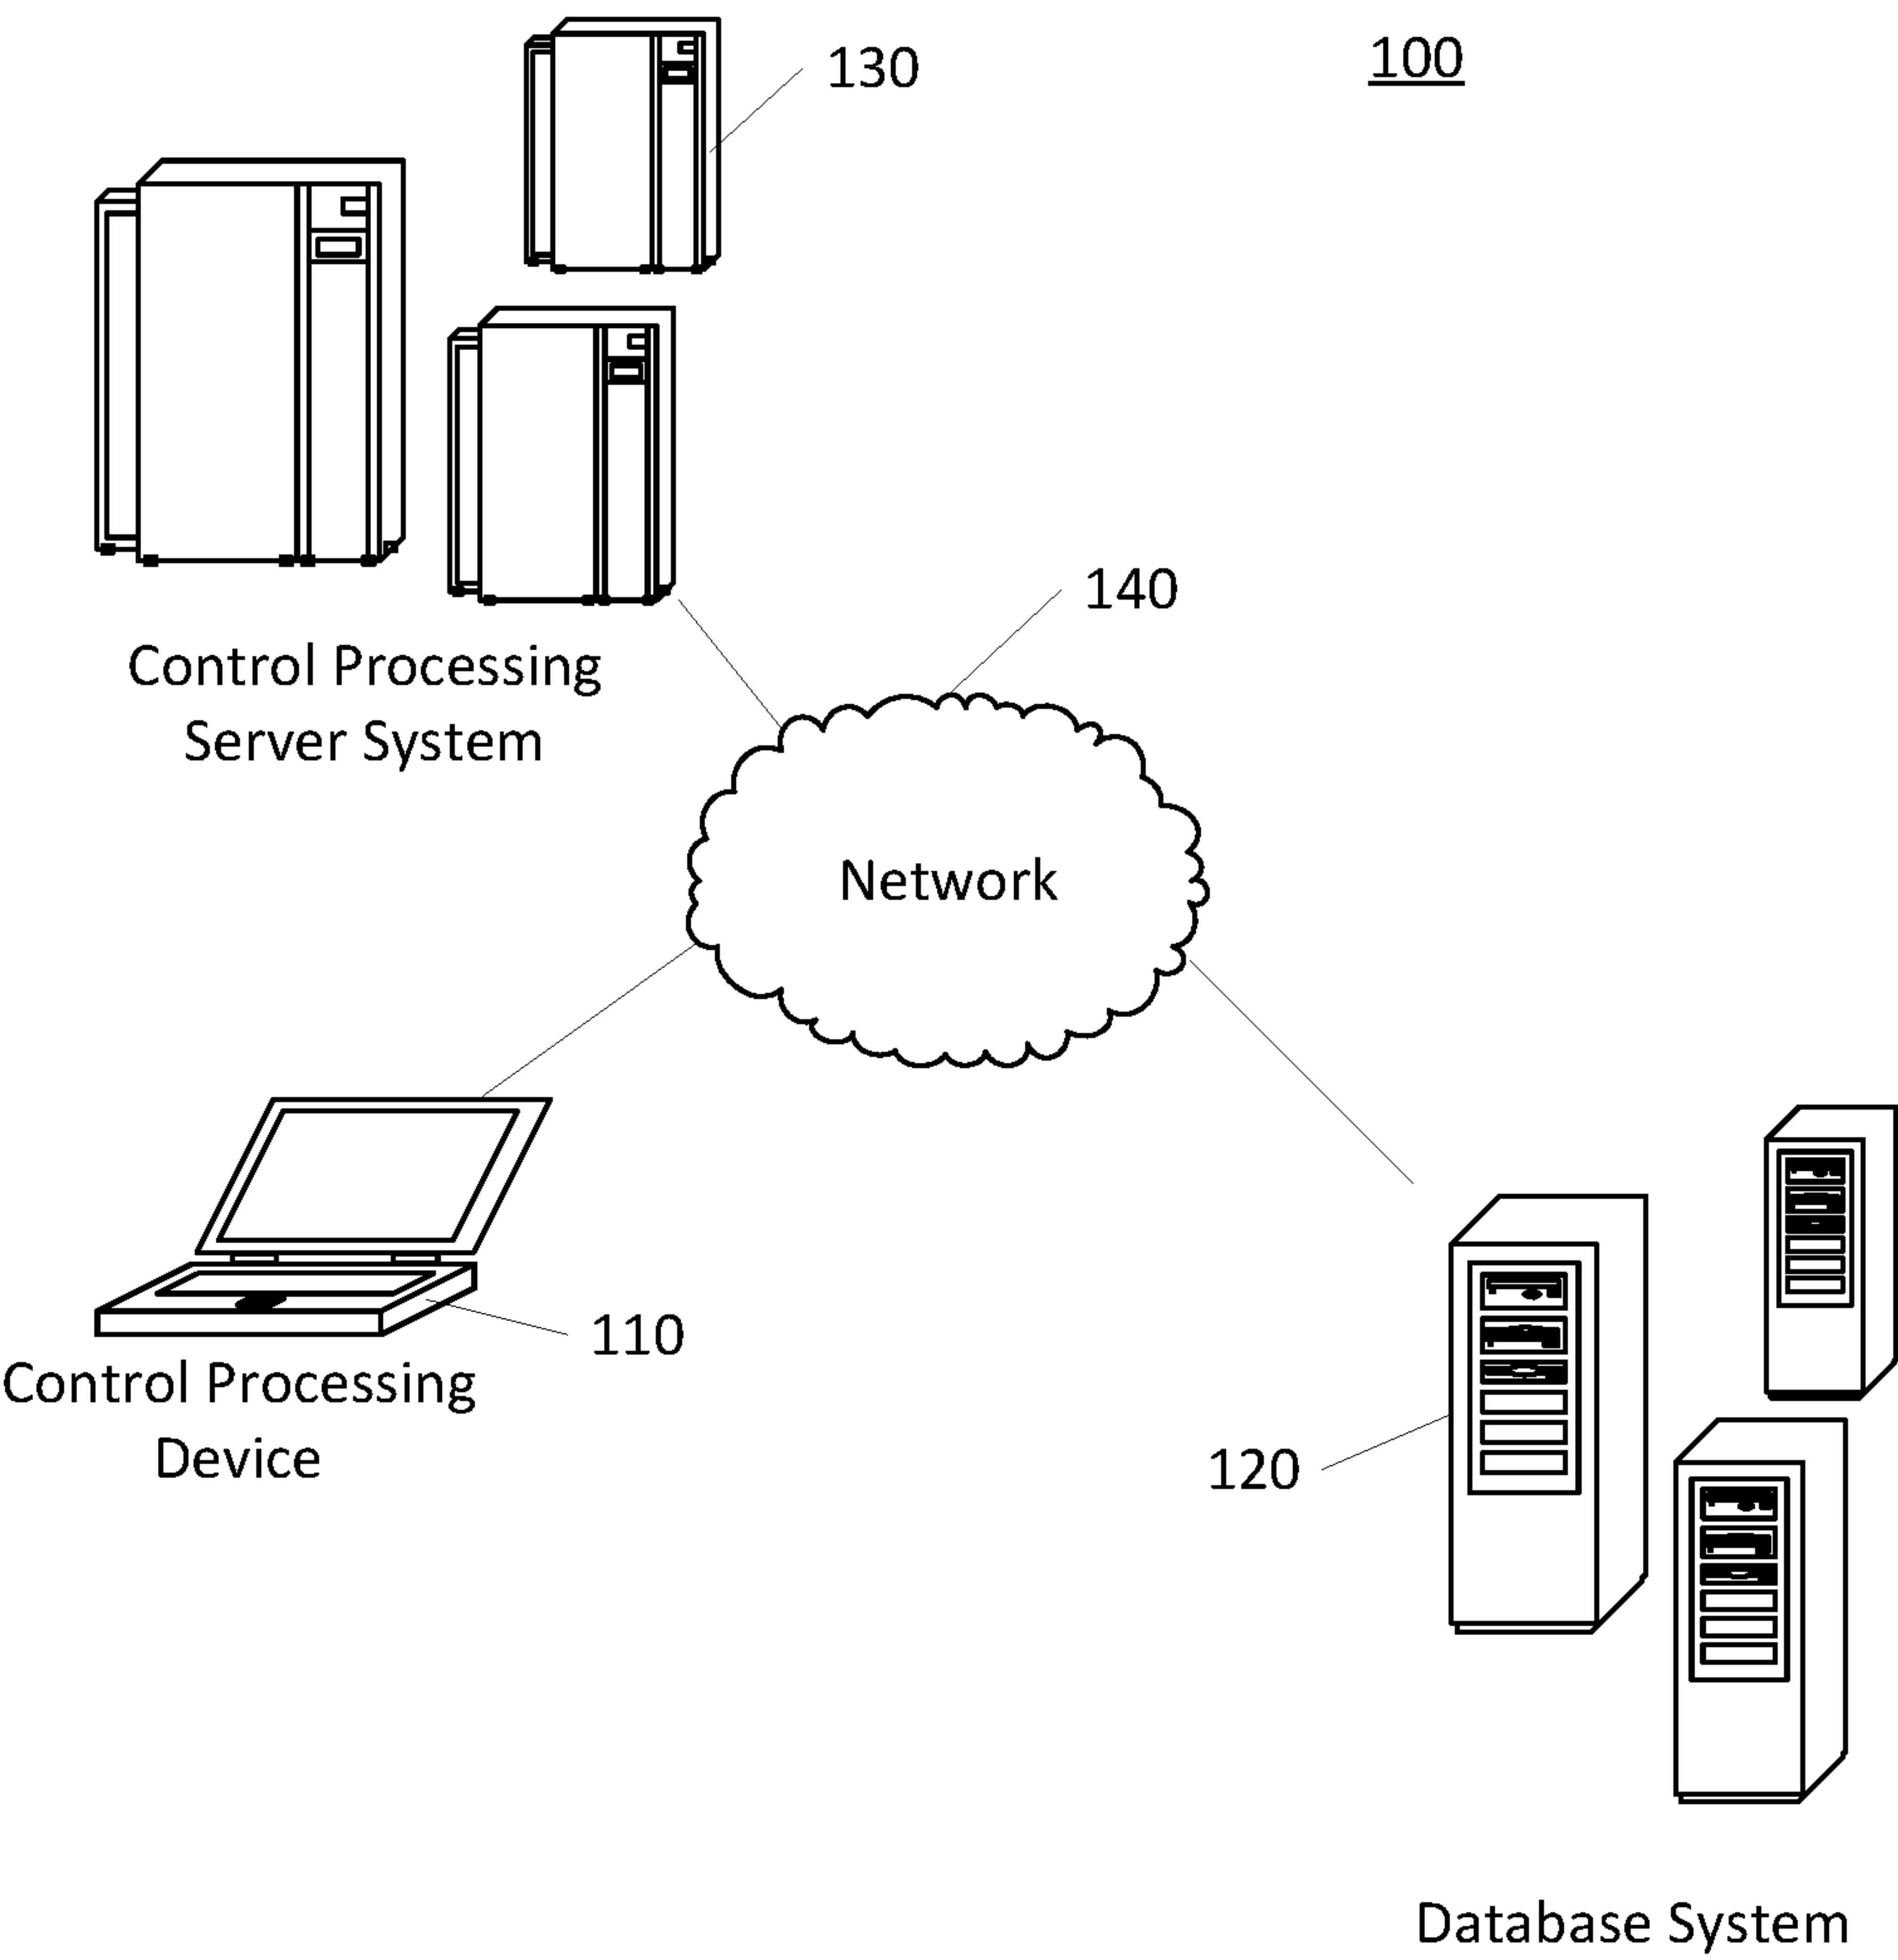 130
100
140
Control Processing
Server System
Network
110
Control Processing
Device
120
Database System